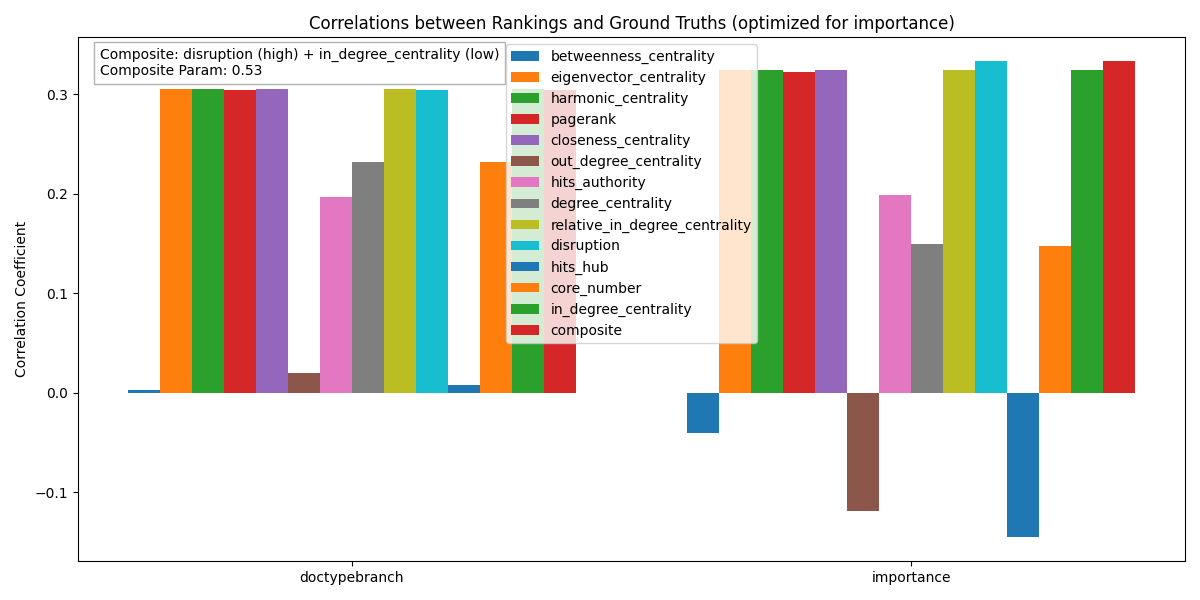 Correlations between Rankings and Ground Truths (optimized for importance)
Composite: disruption (high) + in_degree_centrality (low)
Composite Param: 0.53
betweenness_centrality
eigenvector_centrality
harmonic_centrality
pagerank
closeness_centrality
out_degree_centrality
hits_authority
degree_centrality
relative_in_degree_centrality
disruption
hits_hub
core_number
in_degree_centrality
composite
Correlation Coefficient
0.3
0.2
0.1
0.0
−0.1
doctypebranch
importance